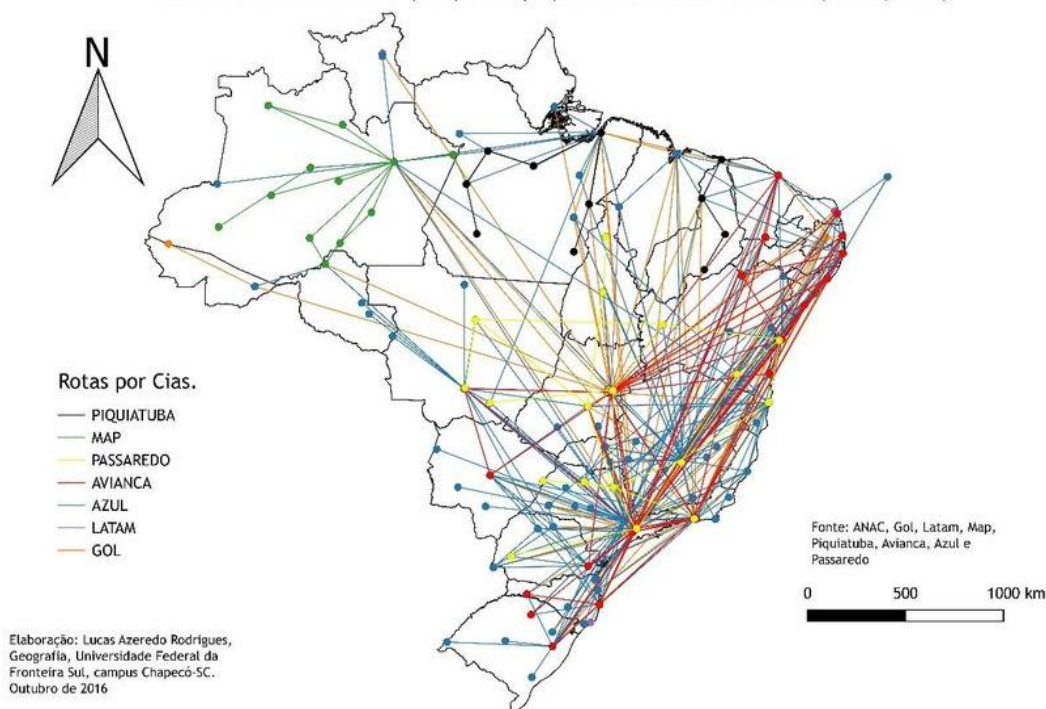 N
Rotas por Cias.
PIQUIATUBA
MAP
PASSAREDO
AVIANCA
AZUL
LATAM
GOL
Fonte: ANAC, Gol, Latam, Map,
Piquiatuba, Avianca, Azul e
Passaredo
0 500 1000 km
Elaboração: Lucas Azeredo Rodrigues,
Geografia, Universidade Federal da
Fronteira Sul, campus Chapecó-SC.
Outubro de 2016